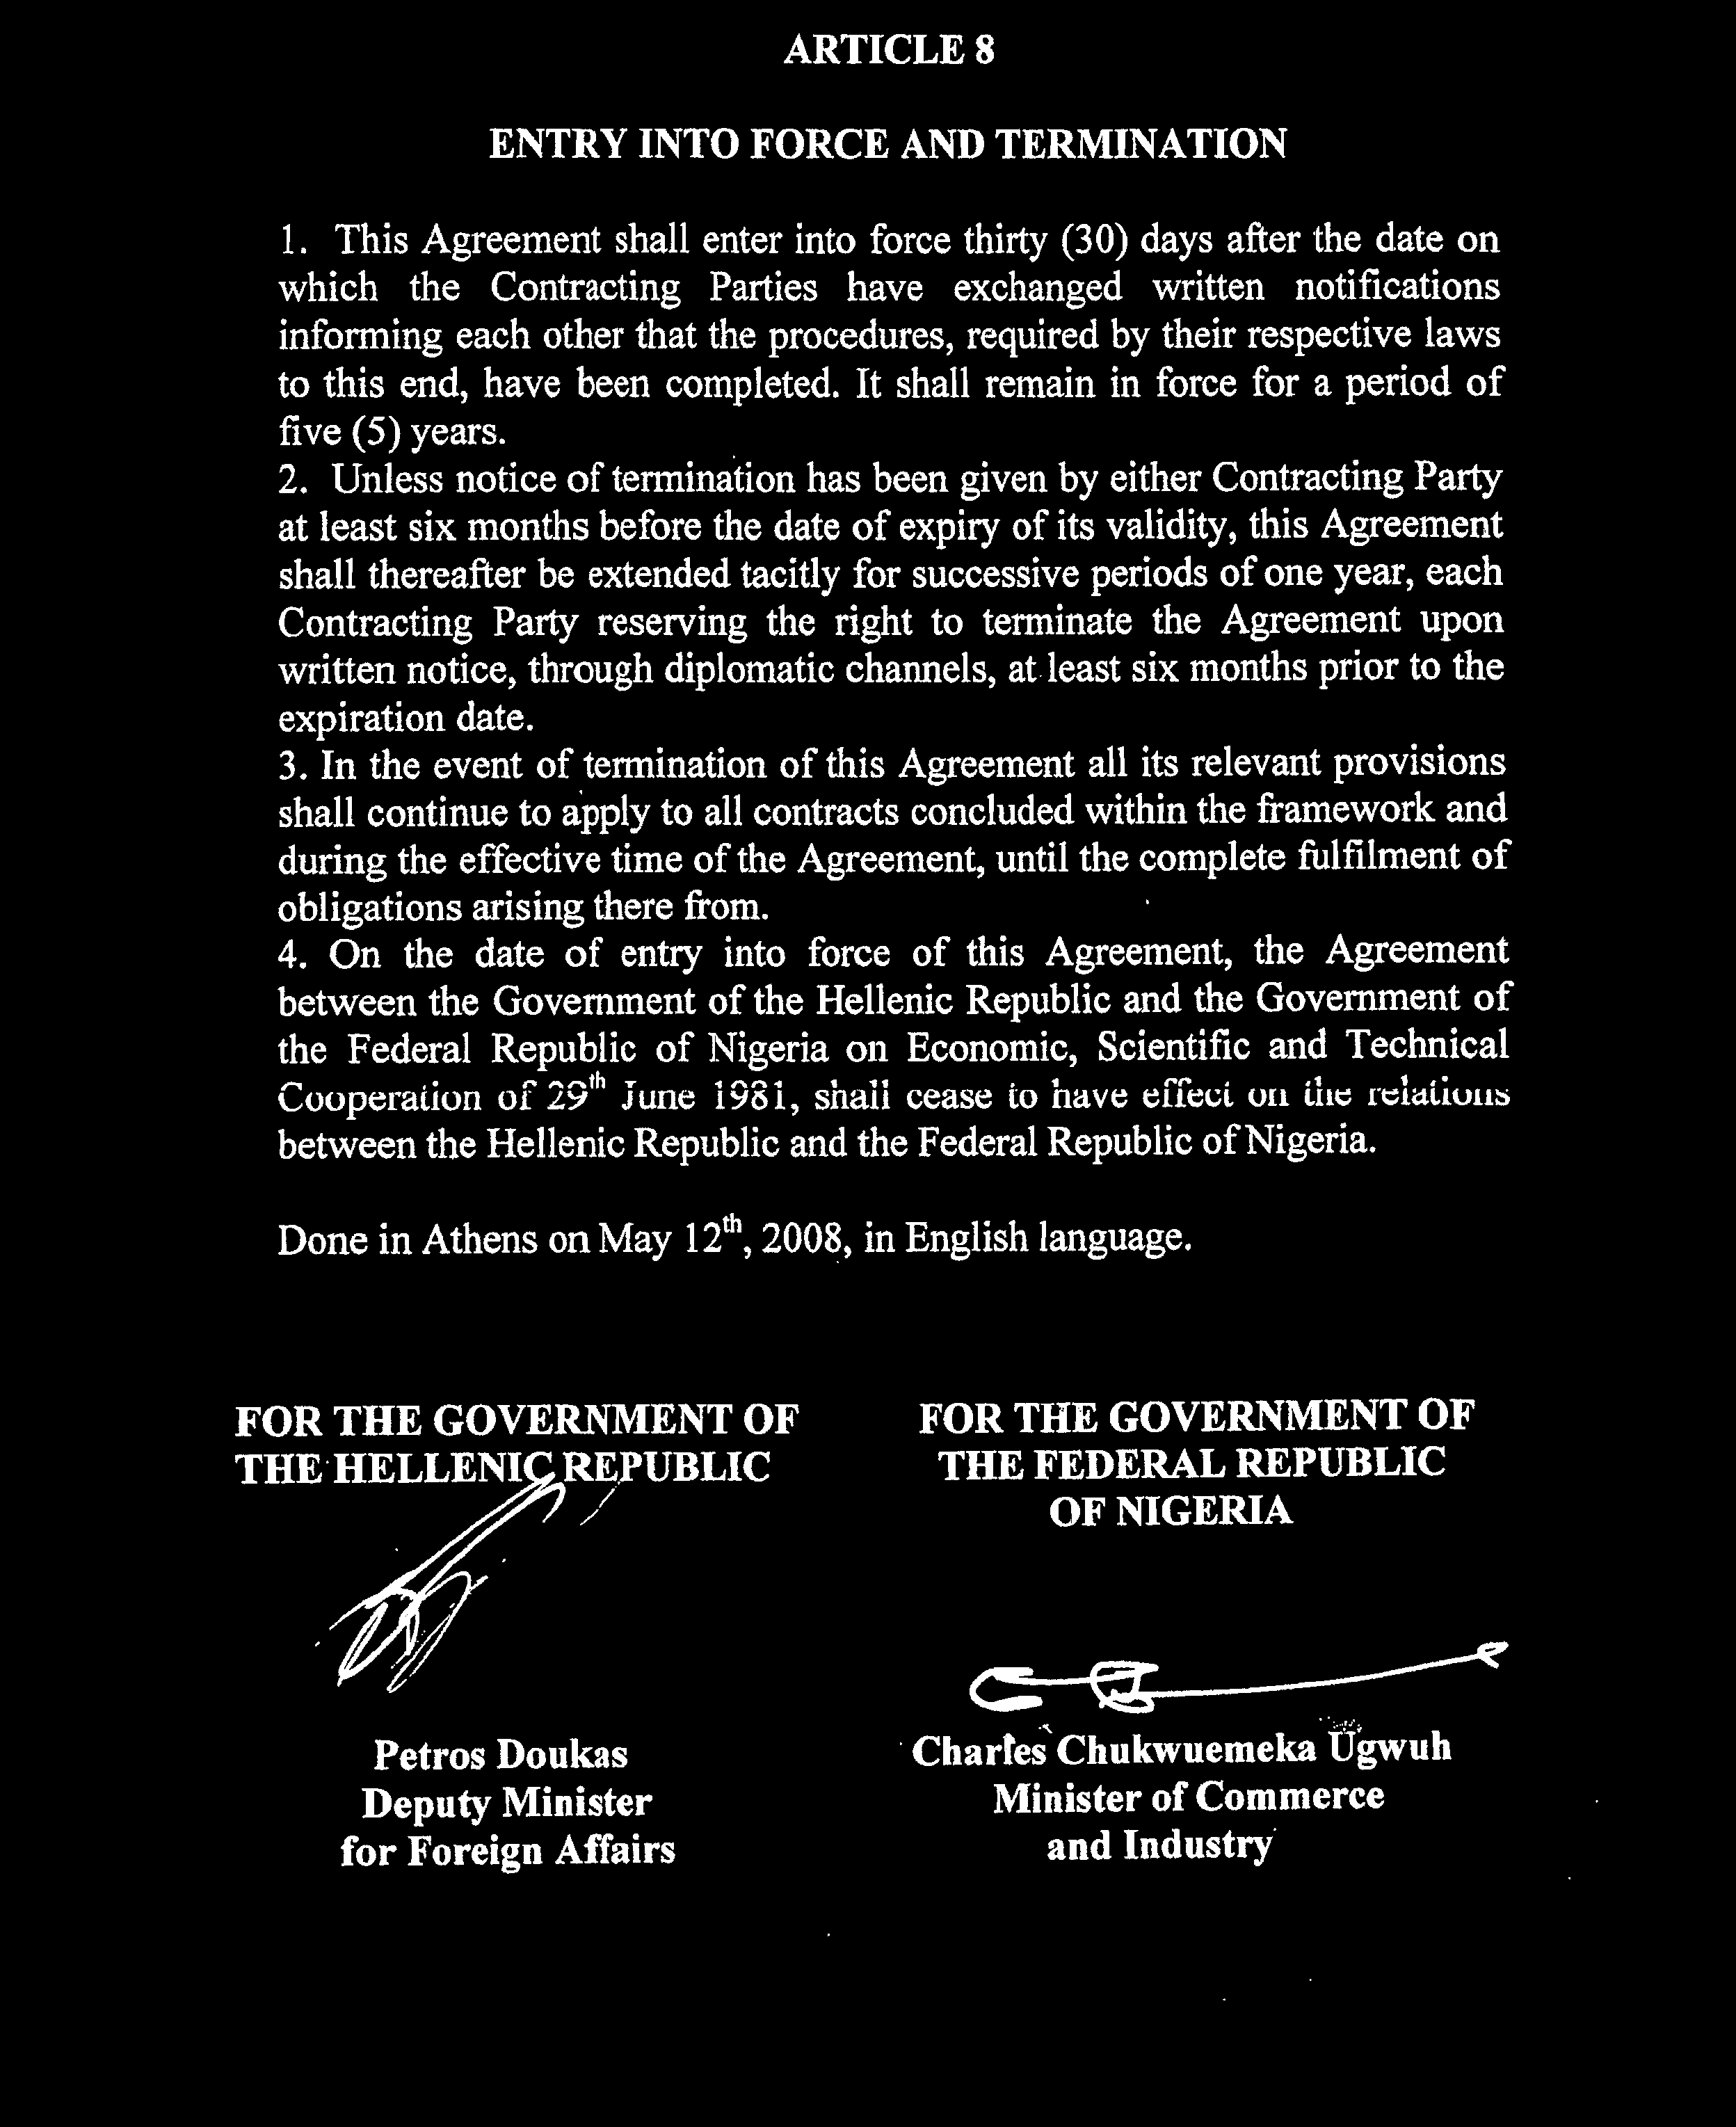 ARTICLE 8
ENTRY INTO FORCE AND TERMINATION
1. This Agreement shall enter into force thirty (30) days after the date on
which the Contracting Parties have exchanged written notifications
informing each other that the procedures, required by their respective laws
to this end, have been completed. It shall remain in force for a period of
five (5) years.
2. Unless notice of termination has been given by either Contracting Party
at least six months before the date of expiry of its validity, this Agreement
shall thereafter be extended tacitly for successive periods of one year, each
Contracting Party reserving the right to terminate the Agreement upon
written notice, through diplomatic channels, at least six months prior to the
expiration date.
3. In the event of termination of this Agreement all its relevant provisions
shall continue to apply to all contracts concluded within the framework and
during the effective time of the Agreement, until the complete fulfilment of
obligations arising there from.
4. On the date of entry into force of this Agreement, the Agreement
between the Government of the Hellenic Republic and the Government of
the Federal Republic of Nigeria on Economic, Scientific and Technical
Cooperation of 29th June 1981, shall cease to have effect on the relations
between the Hellenic Republic and the Federal Republic of Nigeria.
Done in Athens on May 12th, 2008, in English language.
FOR THE GOVERNMENT OF
THE HELLENIC REPUBLIC
Petros Doukas
Deputy Minister
for Foreign Affairs
FOR THE GOVERNMENT OF
THE FEDERAL REPUBLIC
OF NIGERIA
Charles Chukwuemeka Ugwuh
Minister of Commerce
and Industry